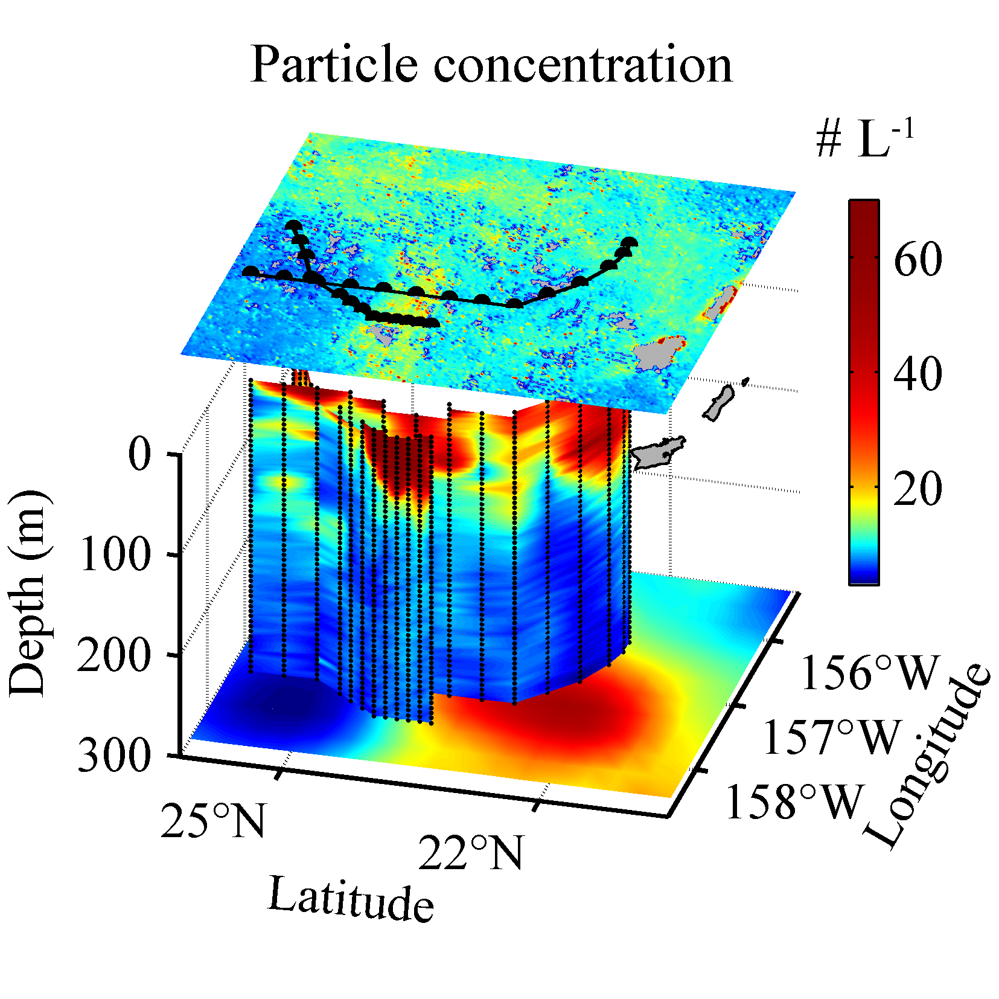 Particle concentration
# L-1
60
40
20
0
100
200
300
Depth (m)
25°N
22°N
Latitude
156°W
157°W
158°W
Longitude